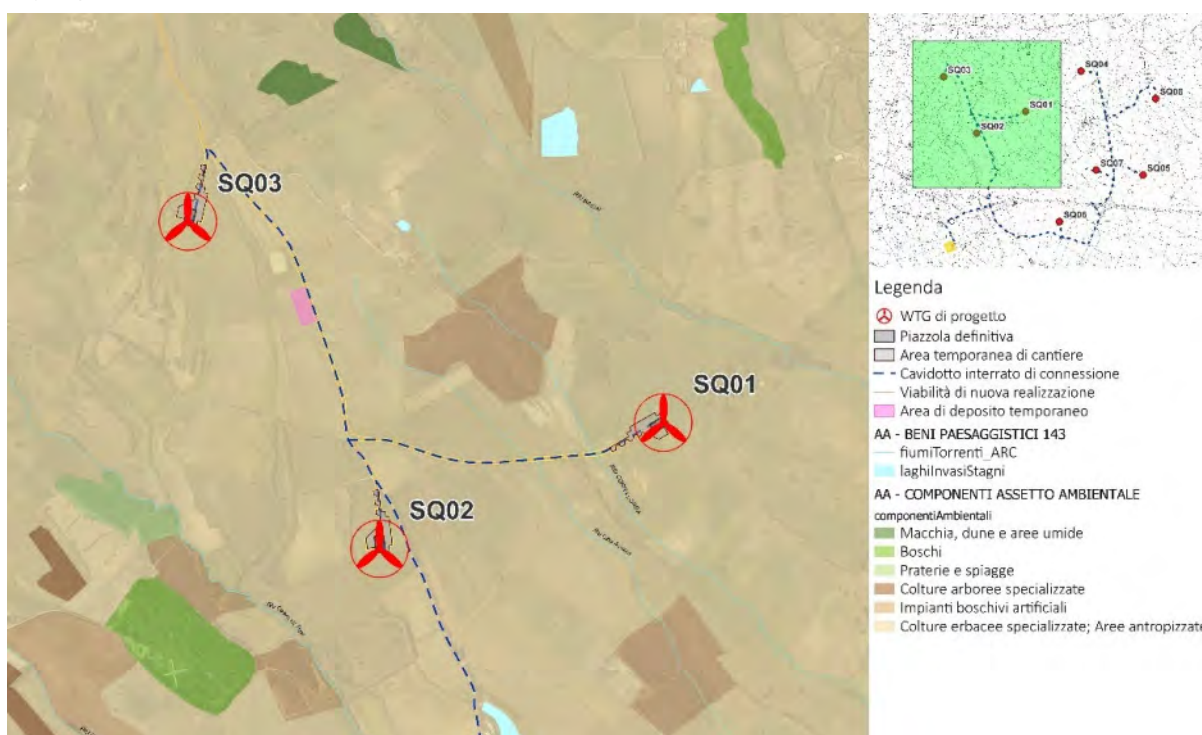 SQ03
SQ01
SQ02
SQ03
SQ04
SQ01
SQ02
SQ07
SQ05
Legenda
WTG di progetto
Piazzola definitiva
Area temporanea di cantiere
Cavidotto interrato di connessione
Viabilità di nuova realizzazione
Area di deposito temporaneo
AA - BENI PAESAGGISTICI 143
fiumiTorrenti_ARC
laghiInvasiStagni
AA - COMPONENTI ASSETTO AMBIENTALE
componentiAmbientali
Macchia, dune e aree umide
Boschi
Praterie e spiagge
Colture arboree specializzate
Impianti boschivi artificiali
Colture erbacee specializzate; Aree antropizzate